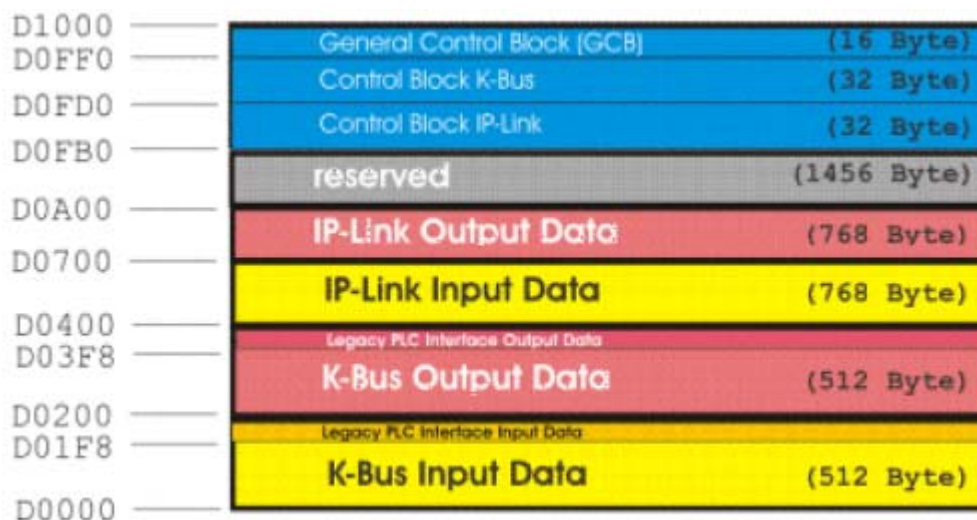 D1000
General Control Block (GCB) (16 Byte)
D0FF0
Control Block K-Bus (32 Byte)
D0FD0
Control Block IP-Link (32 Byte)
D0FB0
reserved (1456 Byte)
D0A00
IP-Link Output Data (768 Byte)
D0700
IP-Link Input Data (768 Byte)
D0400
Legacy PLC Interface Output Data
D03F8
K-Bus Output Data (512 Byte)
D0200
Legacy PLC Interface Input Data
D01F8
K-Bus Input Data (512 Byte)
D0000